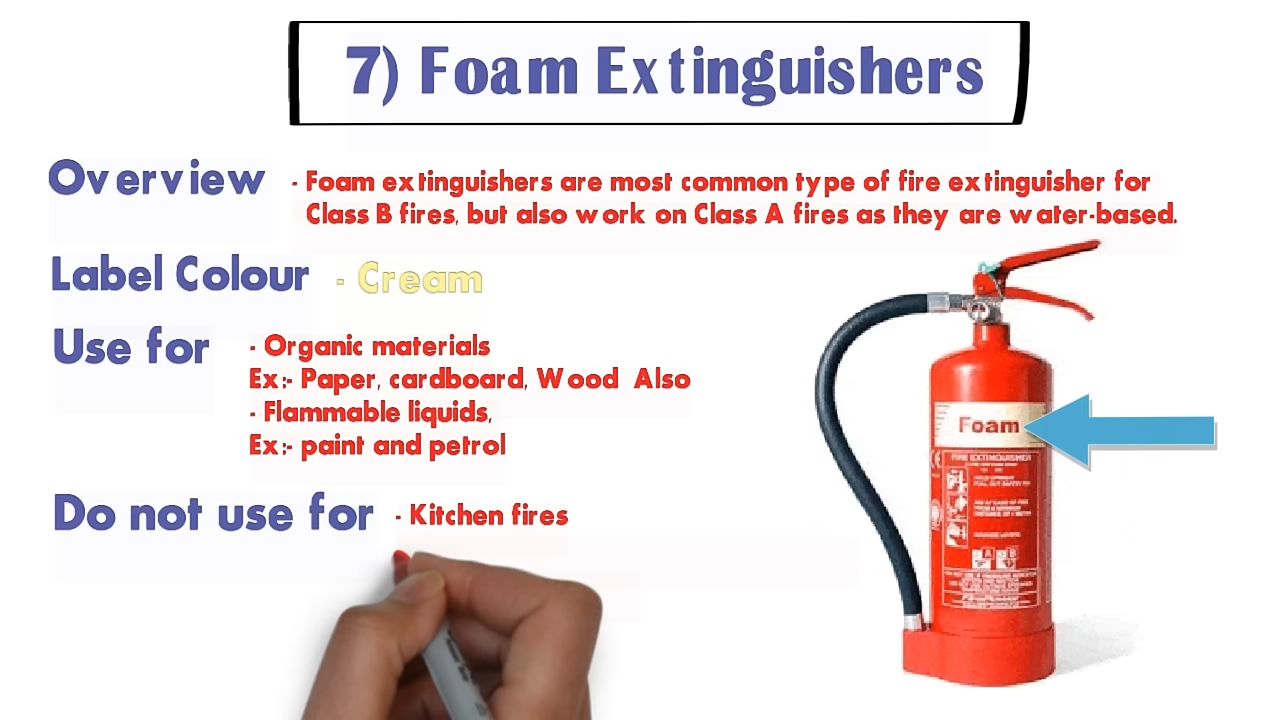 7) Foam Extinguishers
Overview
- Foam extinguishers are most common type of fire extinguisher for
Class B fires, but also work on Class A fires as they are water-based.
Label Colour - Cream
Use for
- Organic materials
Ex:- Paper, cardboard, Wood Also
- Flammable liquids,
Ex:- paint and petrol
Do not use for - Kitchen fires
Foam
FIRE EXTINGUISHER
A B